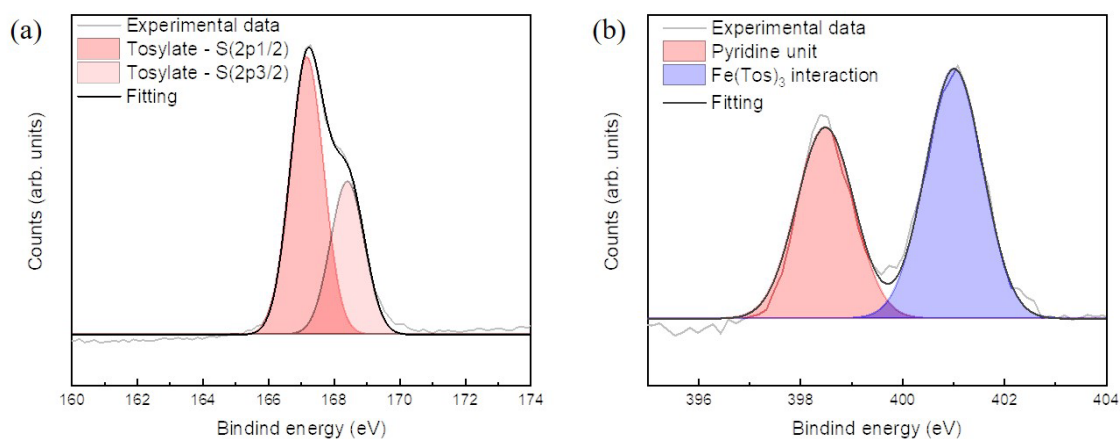 (a)
Experimental data
Tosylate - S(2p1/2)
Tosylate - S(2p3/2)
Fitting
Counts (arb. units)
160 162 164 166 168 170 172 174
Bindind energy (eV)
(b)
Experimental data
Pyridine unit
Fe(Tos)₃ interaction
Fitting
Counts (arb. units)
396 398 400 402 404
Bindind energy (eV)